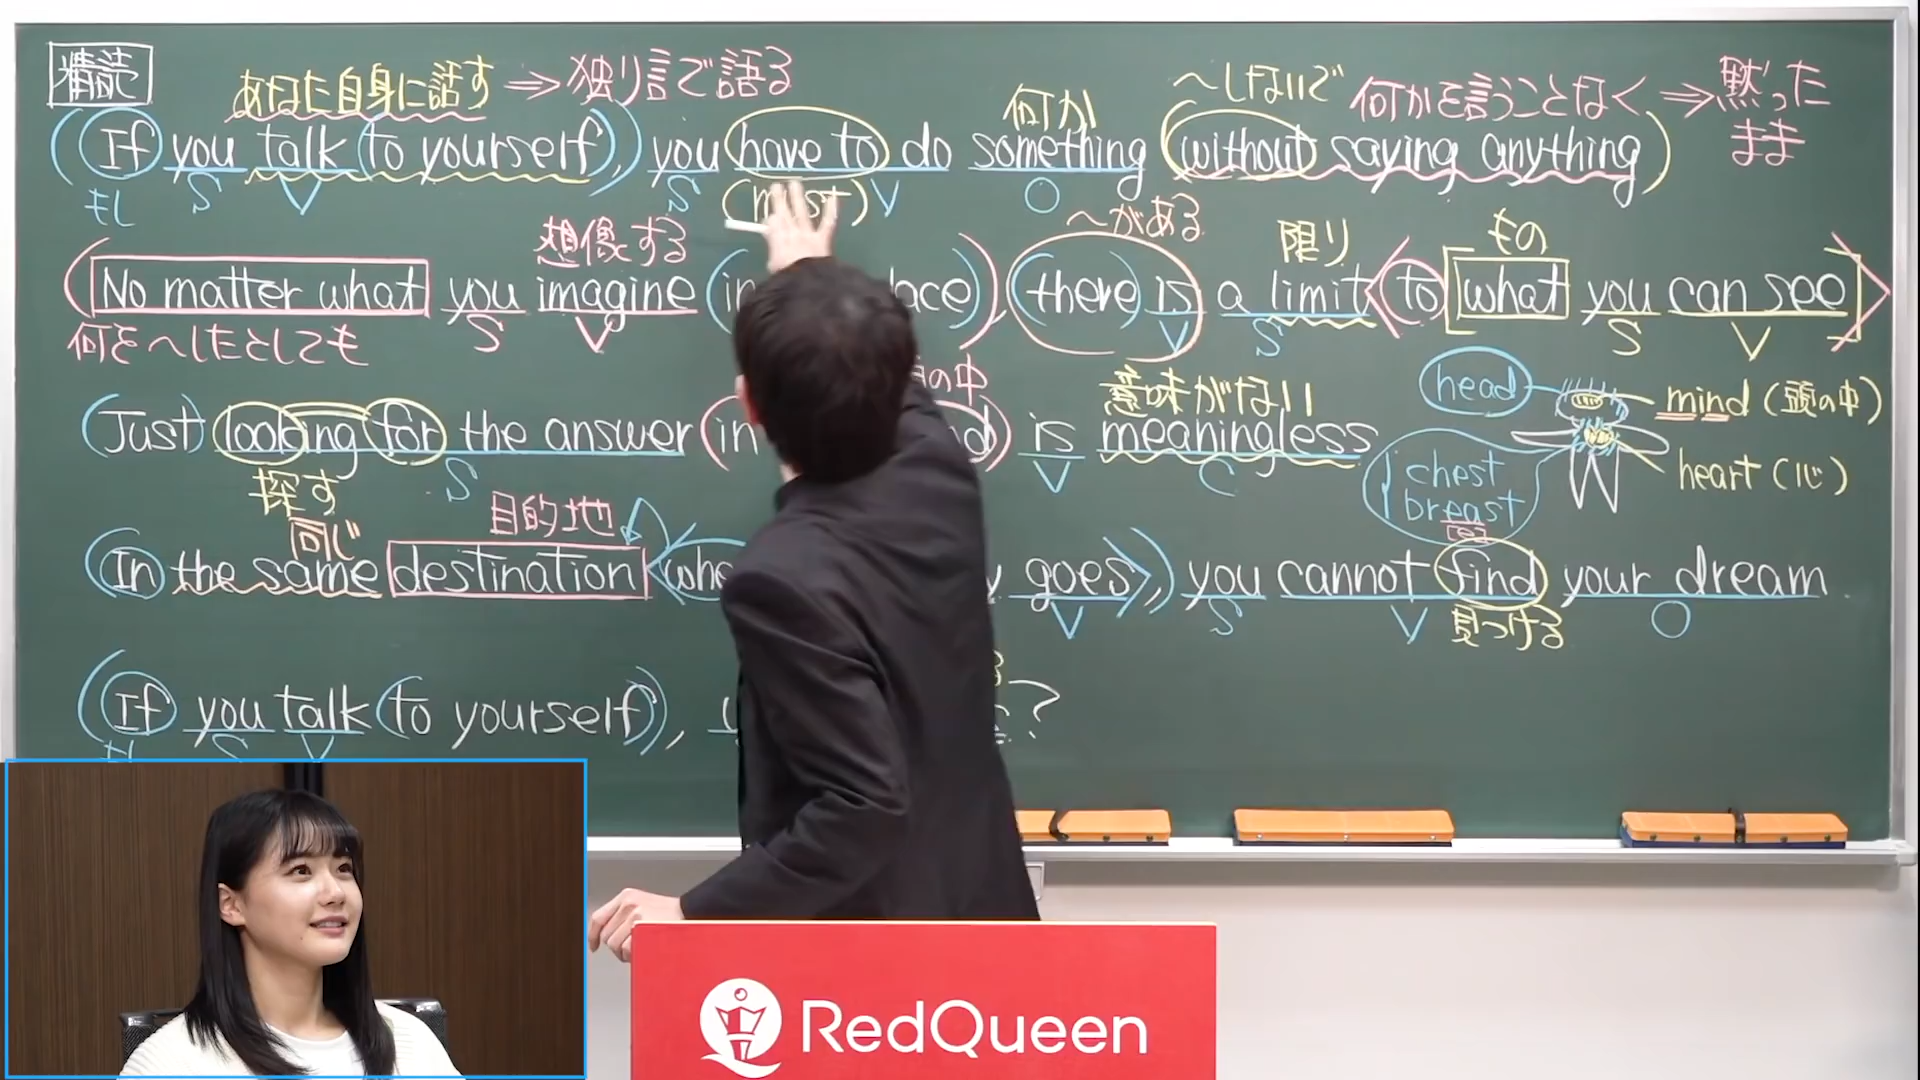 精読
あなた自身に話す ⇒ 独り言で語る
何か
～しないで
何かを言うことなく ⇒ 黙った
まま
(If you talk (to yourself),) you have to do something (without saying anything)
もし S V S (must) V O
想像する
～がある
限り
もの
(No matter what you imagine (in lace), (there is a limit <to [what you can see]>
何を～したとしても S V V S S V
の中
意味がない
head
mind (頭の中)
(Just) looking for the answer (in d) is meaningless
探す S V C
chest
breast
heart (心)
同じ
目的地
(In the same destination <whe y goes>,) you cannot find your dream.
V S V 見つける O
(If you talk (to yourself)), ?
もし S V
RedQueen